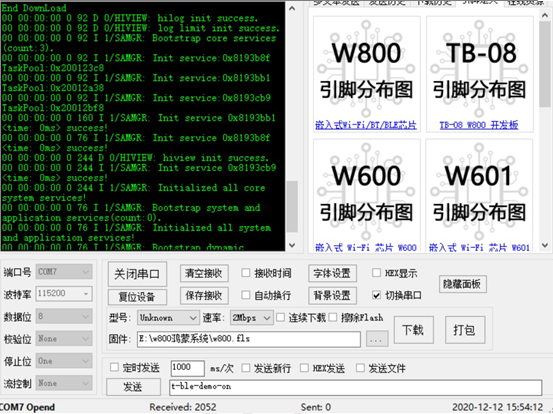 End DownLoad
00 00:00:00 0 92 D 0/HIVIEW: hilog init success.
00 00:00:00 0 92 D 0/HIVIEW: log limit init success.
00 00:00:00 0 92 I 1/SAMGR: Bootstrap core services
(count:3).
00 00:00:00 0 92 I 1/SAMGR: Init service:0x8193b8f
TaskPool:0x200123c8
00 00:00:00 0 92 I 1/SAMGR: Init service:0x8193bb1
TaskPool:0x20012a38
00 00:00:00 0 92 I 1/SAMGR: Init service:0x8193cb9
TaskPool:0x20012bf8
00 00:00:00 0 160 I 1/SAMGR: Init service 0x8193bb1
<time: 0ms> success!
00 00:00:00 0 76 I 1/SAMGR: Init service 0x8193b8f
<time: 0ms> success!
00 00:00:00 0 244 D 0/HIVIEW: hiview init success.
00 00:00:00 0 244 I 1/SAMGR: Init service 0x8193cb9
<time: 0ms> success!
00 00:00:00 0 244 I 1/SAMGR: Initialized all core
system services!
00 00:00:00 0 76 I 1/SAMGR: Bootstrap system and
application services(count:0).
00 00:00:00 0 76 I 1/SAMGR: Initialized all system
and application services!
00 00:00:00 0 76 I 1/SAMGR: Bootstrap dynamic
W800
引脚分布图
嵌入式Wi-Fi/BT/BLE芯片
TB-08
引脚分布图
TB-08 W800 开发板
W600
引脚分布图
嵌入式 Wi-Fi 芯片 W600
W601
引脚分布图
嵌入式 Wi-Fi 芯片 W601
端口号 COM7
波特率 115200
数据位 8
校验位 None
停止位 One
流控制 None
关闭串口 清空接收 接收时间 字体设置 HEX显示
复位设备 保存接收 自动换行 背景设置 切换串口 隐藏面板
型号: Unknown 速率: 2Mbps 连续下载 擦除Flash
固件: E:\w800鸿蒙系统\w800.fls ... 下载 打包
定时发送 1000 ms/次 发送新行 HEX发送 发送文件
发送 t-ble-demo-on
COM7 Opend Received: 2052 Sent: 0 2020-12-12 15:54:12